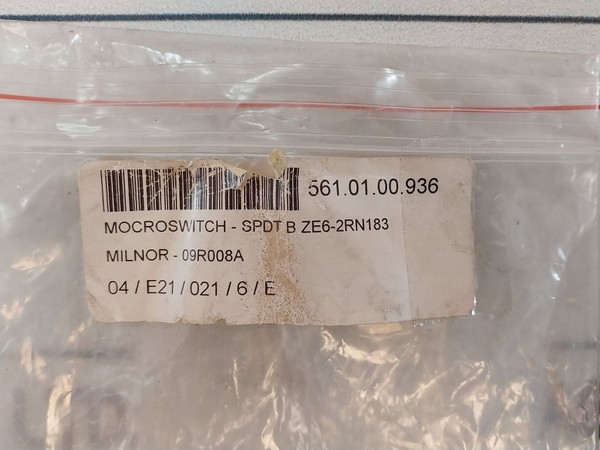 561.01.00.936
MOCROSWITCH - SPDT B ZE6-2RN183
MILNOR - 09R008A
04 / E21 / 021 / 6 / E